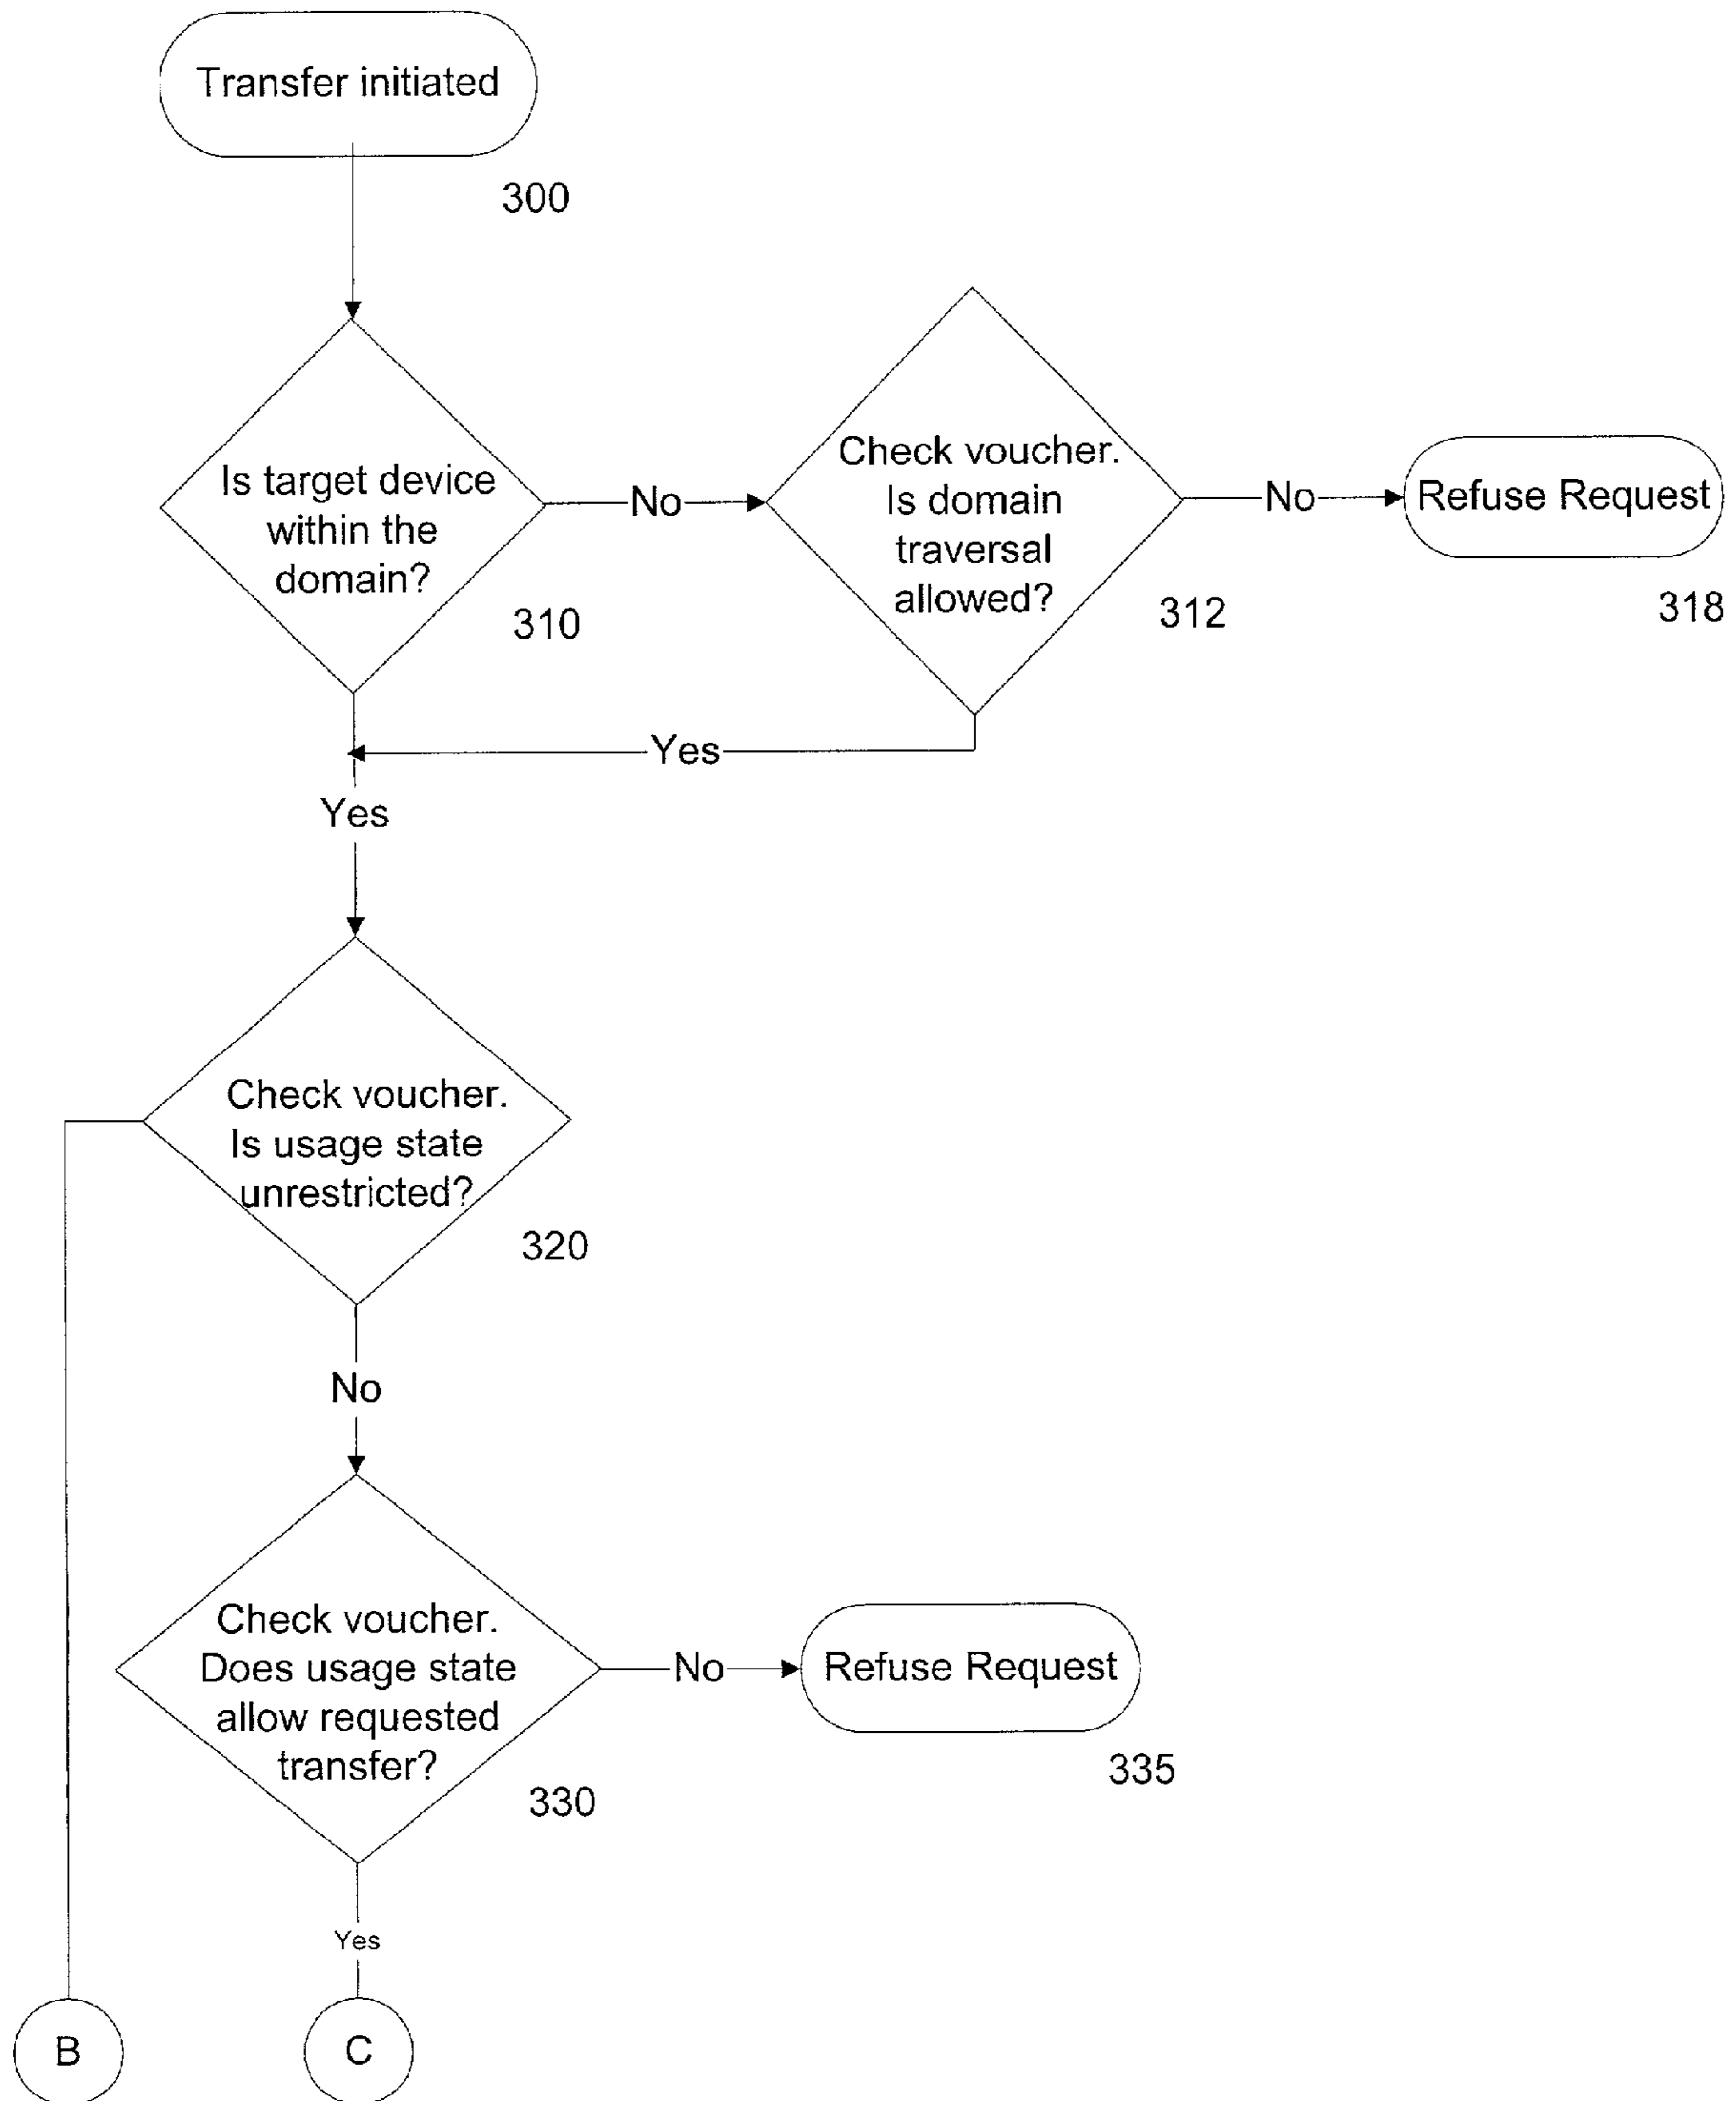 Transfer initiated
300
Is target device
within the
domain?
310
No
Check voucher.
Is domain
traversal
allowed?
312
No
Refuse Request
318
Yes
Yes
Check voucher.
Is usage state
unrestricted?
320
No
Check voucher.
Does usage state
allow requested
transfer?
330
No
Refuse Request
335
Yes
B
C